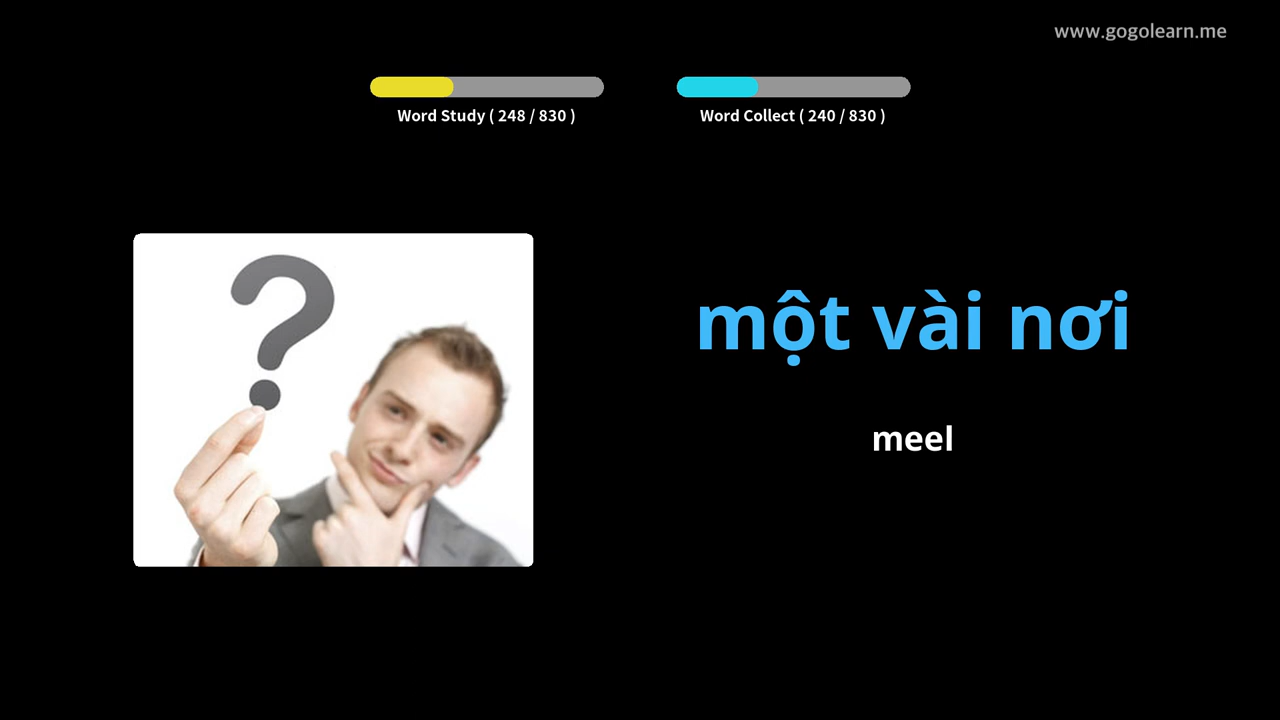 www.gogolearn.me
Word Study ( 248 / 830 )
Word Collect ( 240 / 830 )
một vài nơi
meel